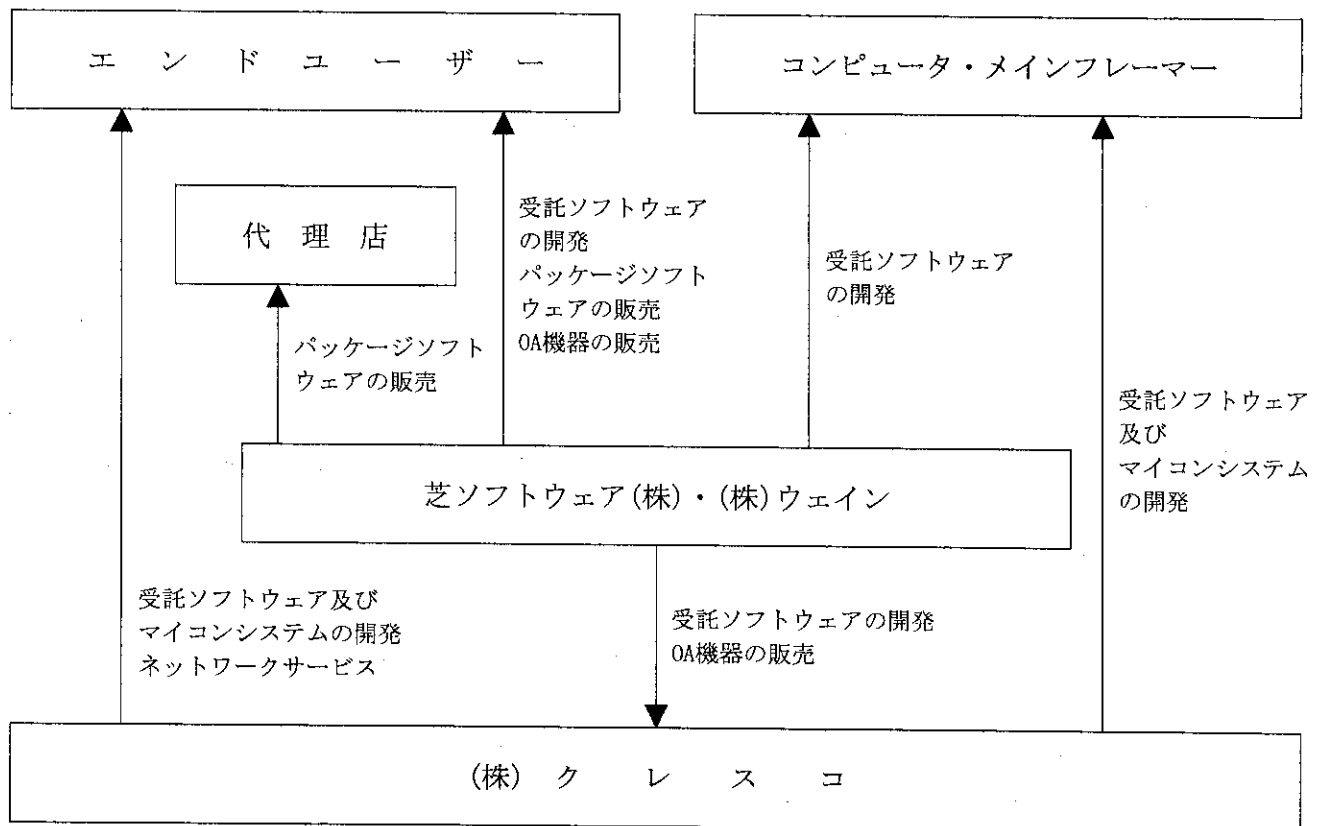 エンドユーザー
コンピュータ・メインフレーマー
代理店
受託ソフトウェア
の開発
パッケージソフト
ウェアの販売
OA機器の販売
受託ソフトウェア
の開発
パッケージソフト
ウェアの販売
受託ソフトウェア
及び
マイコンシステム
の開発
芝ソフトウェア(株)・(株)ウェイン
受託ソフトウェア及び
マイコンシステムの開発
ネットワークサービス
受託ソフトウェアの開発
OA機器の販売
(株)クレスコ